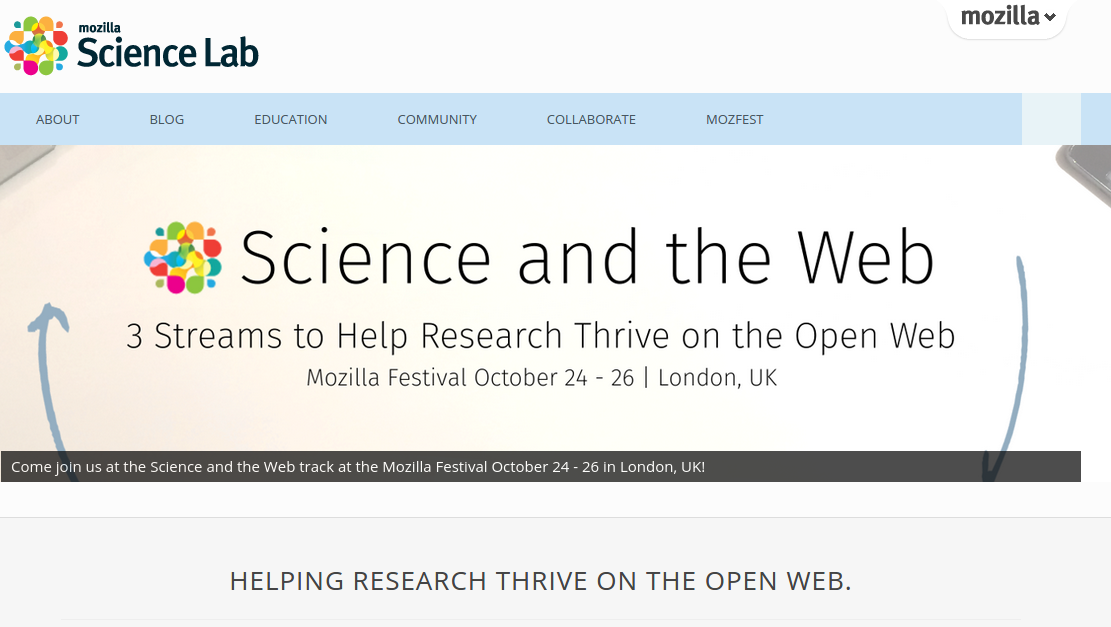 mozilla
mozilla
Science Lab
ABOUT BLOG EDUCATION COMMUNITY COLLABORATE MOZFEST
Science and the Web
3 Streams to Help Research Thrive on the Open Web
Mozilla Festival October 24 - 26 | London, UK
Come join us at the Science and the Web track at the Mozilla Festival October 24 - 26 in London, UK!
HELPING RESEARCH THRIVE ON THE OPEN WEB.